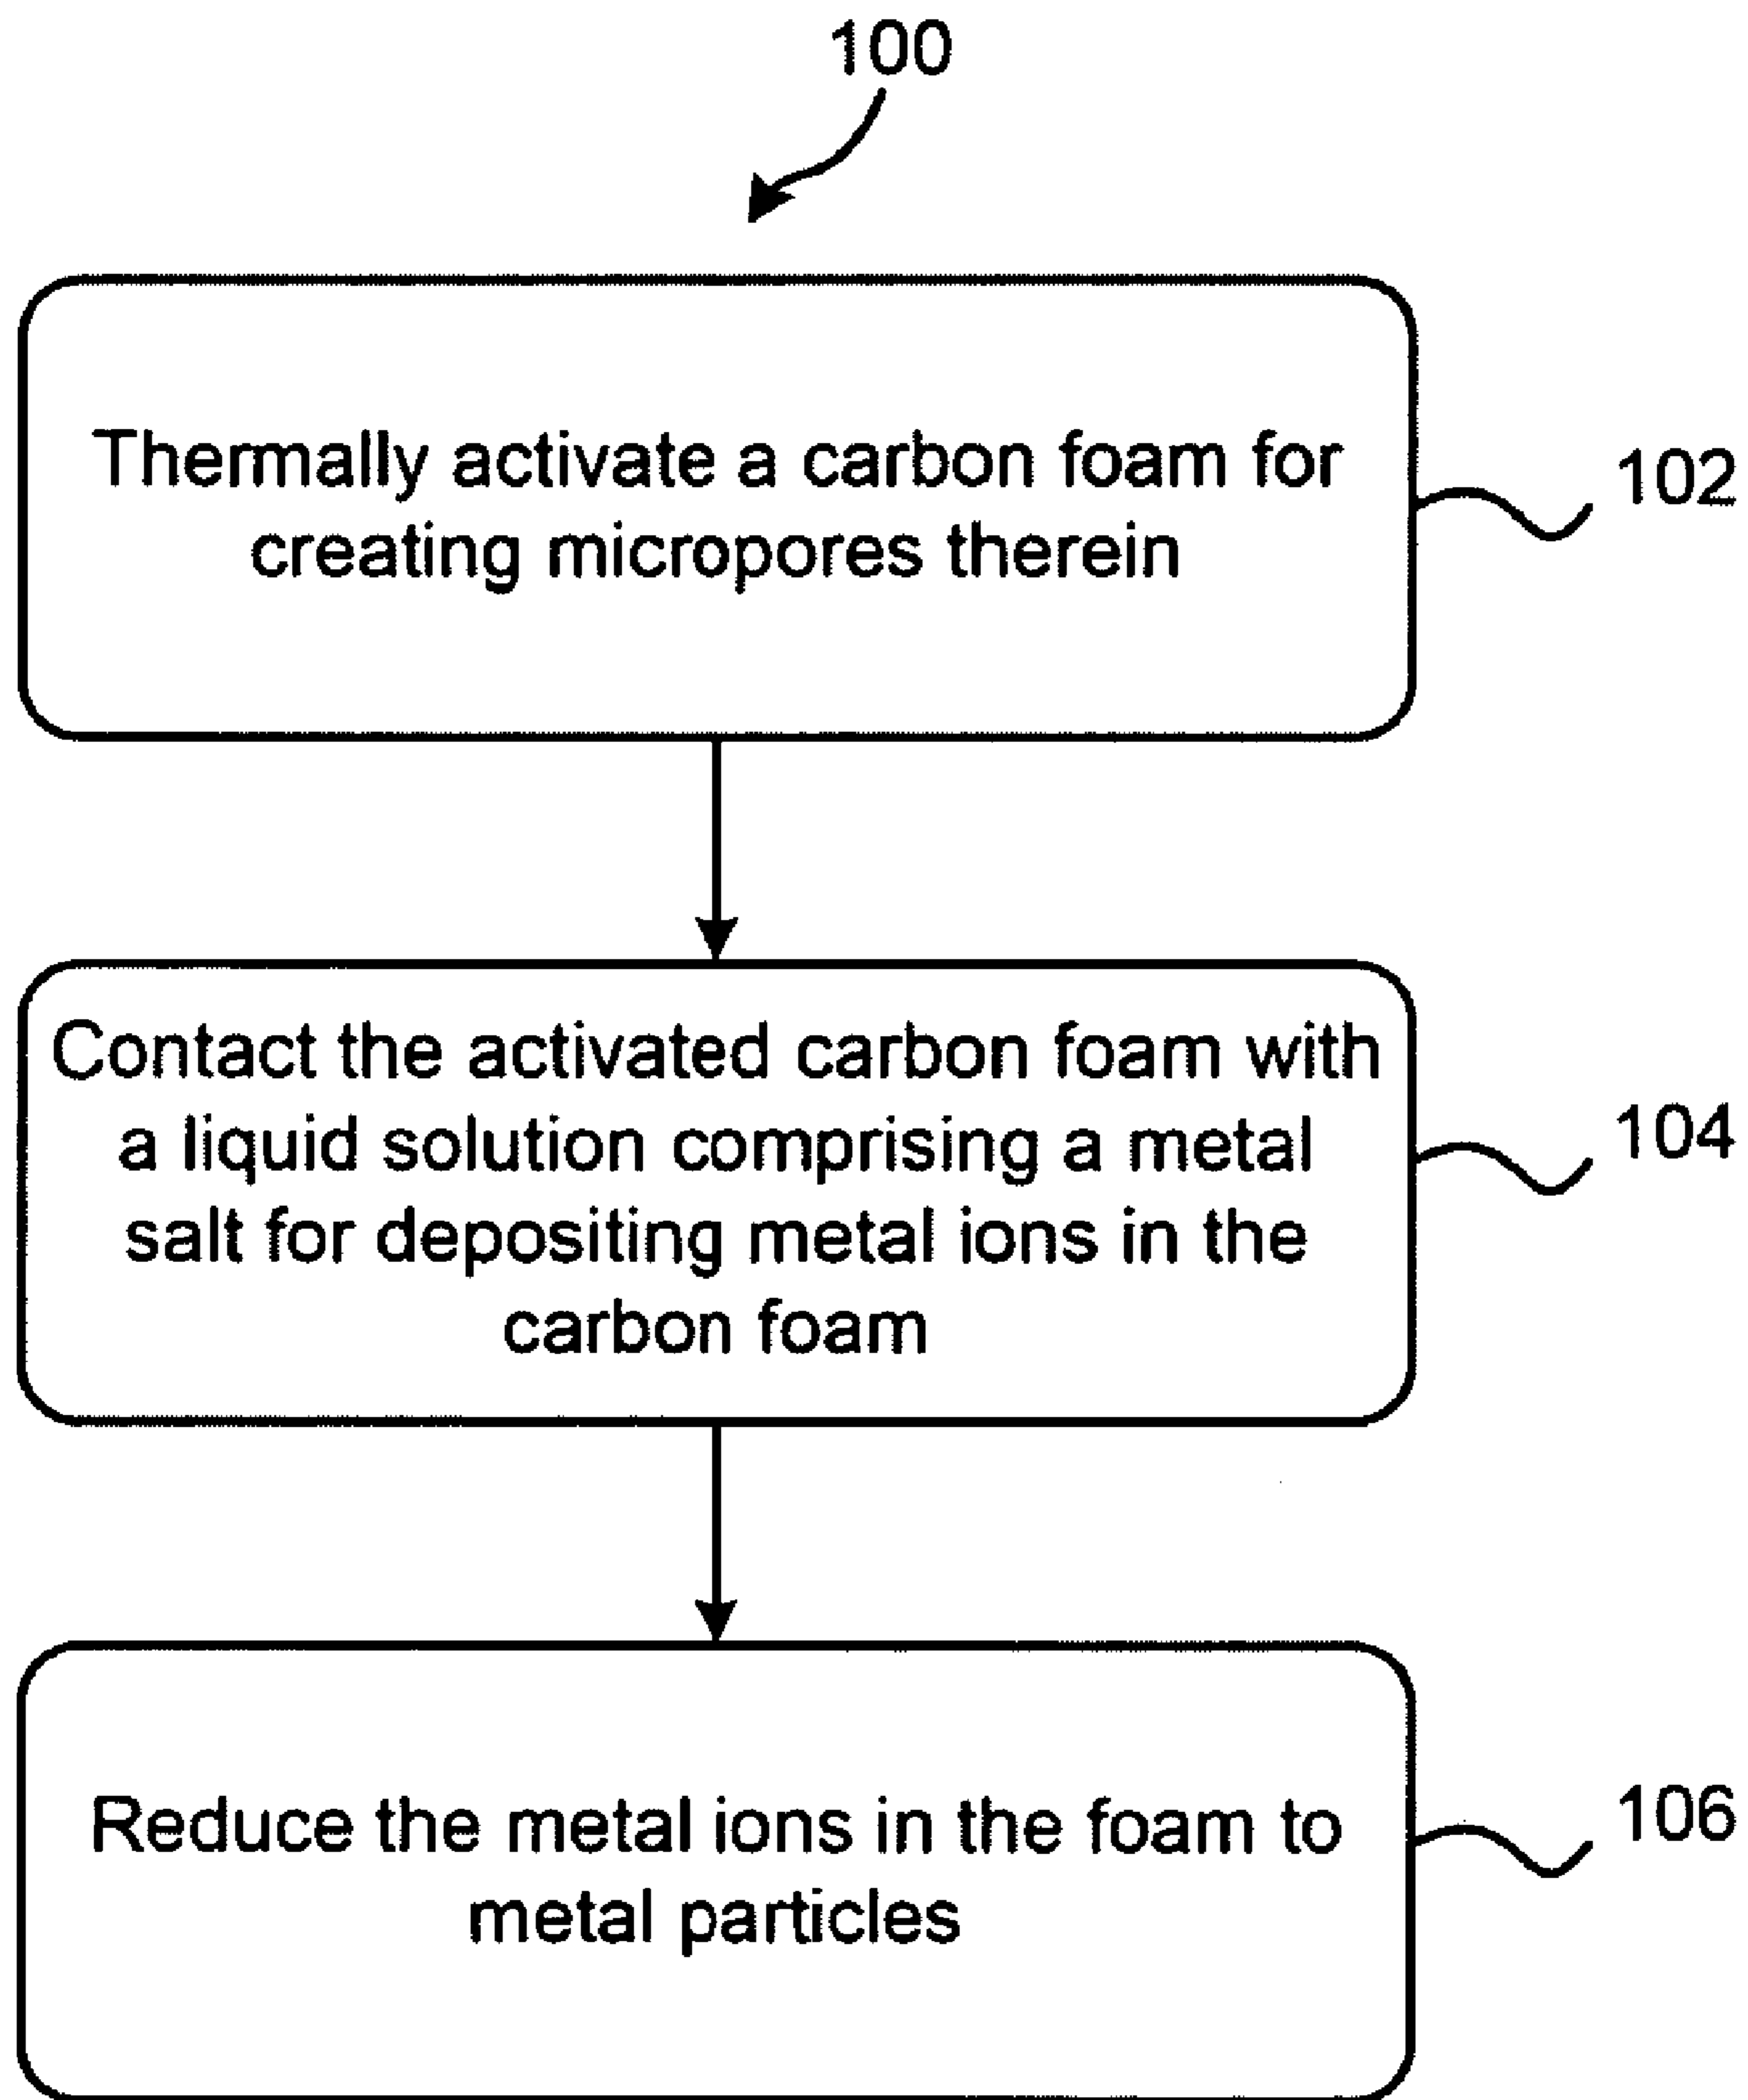 100
Thermally activate a carbon foam for
creating micropores therein
102
Contact the activated carbon foam with
a liquid solution comprising a metal
salt for depositing metal ions in the
carbon foam
104
Reduce the metal ions in the foam to
metal particles
106